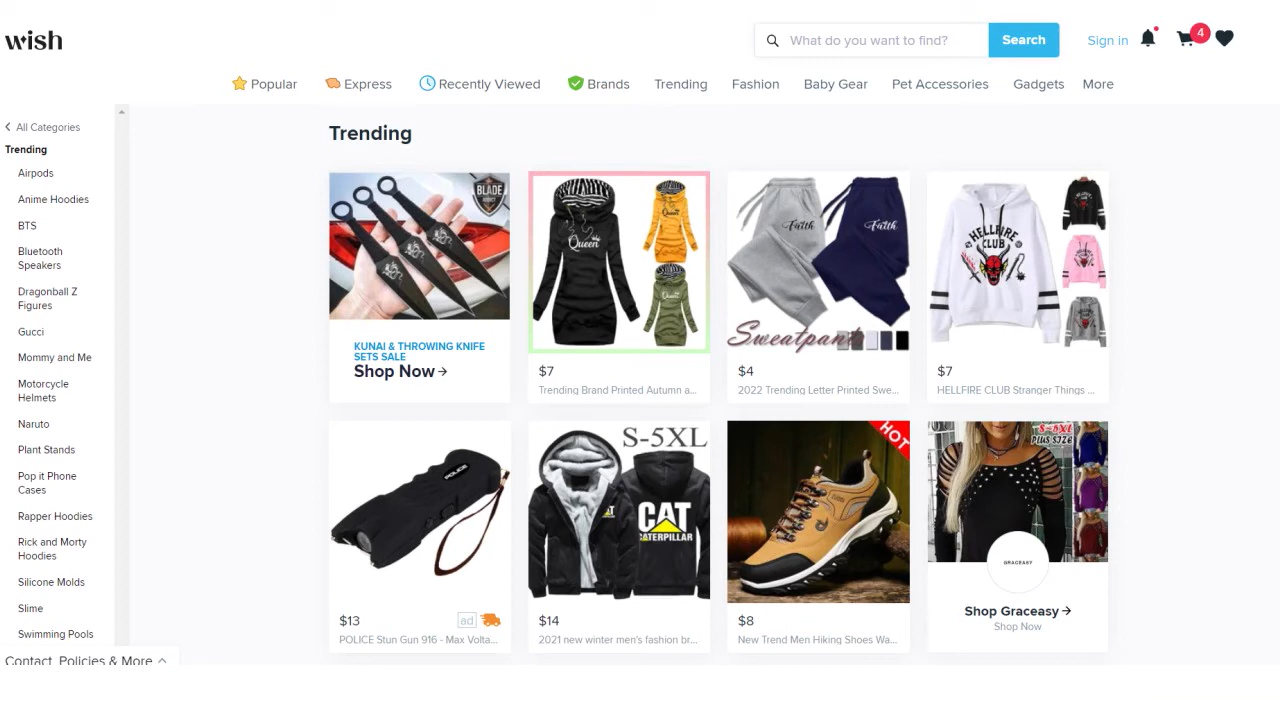 wish
What do you want to find?
Search
Sign in
4
Popular
Express
Recently Viewed
Brands
Trending
Fashion
Baby Gear
Pet Accessories
Gadgets
More
All Categories
Trending
Airpods
Anime Hoodies
BTS
Bluetooth
Speakers
Dragonball Z
Figures
Gucci
Mommy and Me
Motorcycle
Helmets
Naruto
Plant Stands
Pop it Phone
Cases
Rapper Hoodies
Rick and Morty
Hoodies
Silicone Molds
Slime
Swimming Pools
Contact, Policies & More
Trending
BLADE
KUNAI & THROWING KNIFE
SETS SALE
Shop Now
Queen
Queen
Queen
$7
Trending Brand Printed Autumn a...
Faith
Faith
Sweatpants
$4
2022 Trending Letter Printed Swe...
HELLFIRE
CLUB
$7
HELLFIRE CLUB Stranger Things ...
POLICE
$13
ad
POLICE Stun Gun 916 - Max Volta...
S-5XL
CAT
CATERPILLAR
$14
2021 new winter men's fashion br...
HOT
$8
New Trend Men Hiking Shoes Wa...
S-5XL
PLUS SIZE
GRACEASY
Shop Graceasy
Shop Now